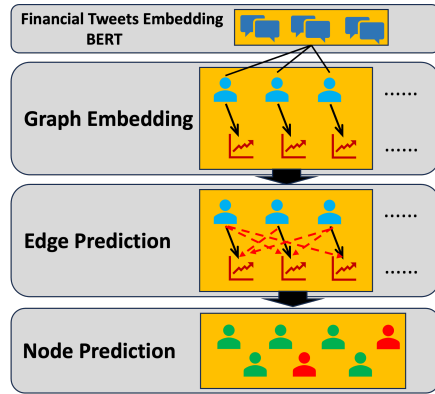 Financial Tweets Embedding
BERT
Graph Embedding
......
......
Edge Prediction
......
......
Node Prediction